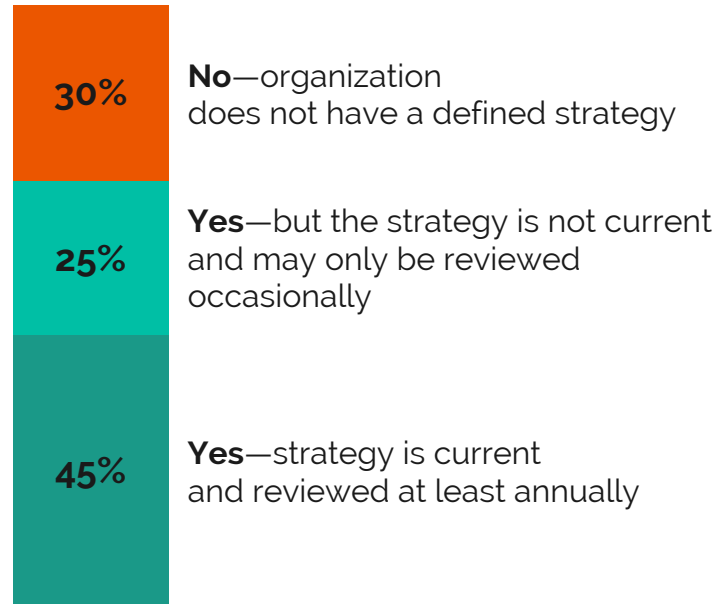 30%
No—organization
does not have a defined strategy
25%
Yes—but the strategy is not current
and may only be reviewed
occasionally
45%
Yes—strategy is current
and reviewed at least annually